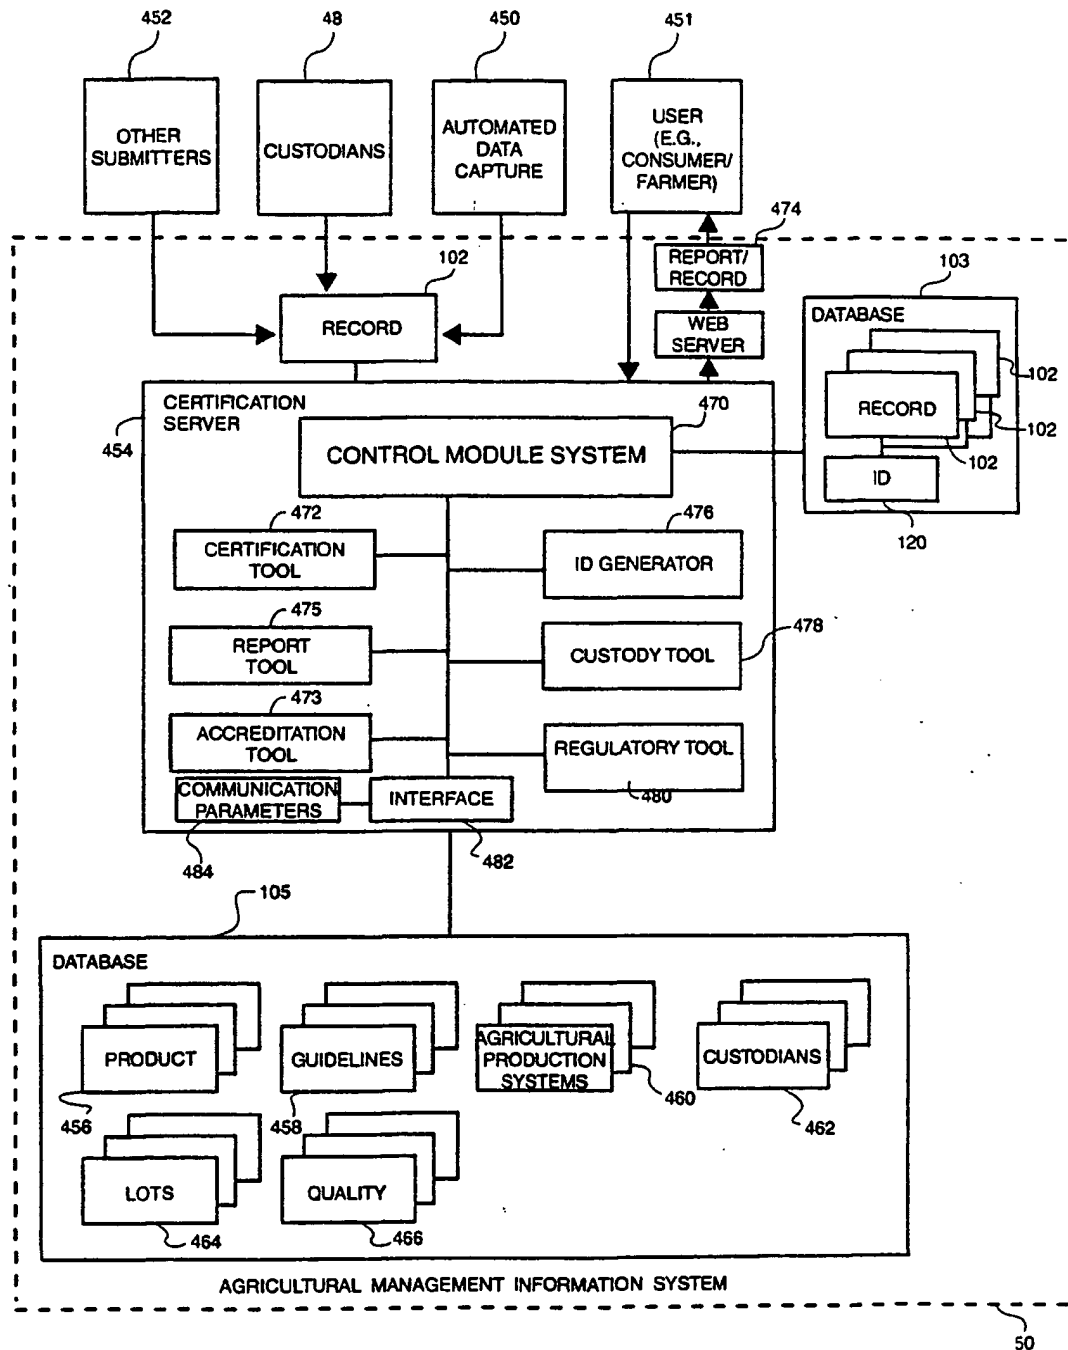 452
48
450
451
OTHER
SUBMITTERS
CUSTODIANS
AUTOMATED
DATA
CAPTURE
USER
(E.G.,
CONSUMER/
FARMER)
474
102
REPORT/
RECORD
103
RECORD
WEB
SERVER
DATABASE
102
RECORD
102
102
ID
120
CERTIFICATION
SERVER
454
470
CONTROL MODULE SYSTEM
472
CERTIFICATION
TOOL
476
ID GENERATOR
475
REPORT
TOOL
478
CUSTODY TOOL
473
ACCREDITATION
TOOL
REGULATORY TOOL
480
COMMUNICATION
PARAMETERS
INTERFACE
484
482
105
DATABASE
PRODUCT
GUIDELINES
AGRICULTURAL
PRODUCTION
SYSTEMS
CUSTODIANS
456
458
460
462
LOTS
QUALITY
464
466
AGRICULTURAL MANAGEMENT INFORMATION SYSTEM
50